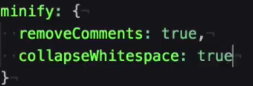 minify: {
removeComments: true,
collapseWhitespace: true
}